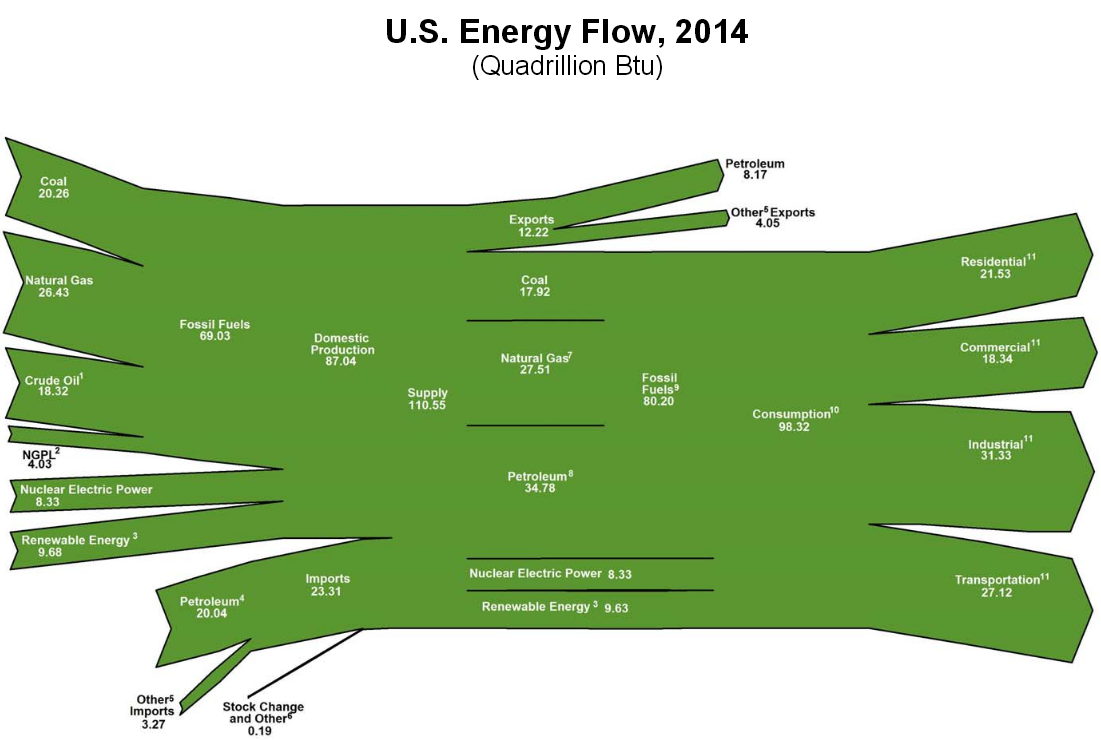 U.S. Energy Flow, 2014
(Quadrillion Btu)
Coal
20.26
Natural Gas
26.43
Crude Oil¹
18.32
NGPL²
4.03
Nuclear Electric Power
8.33
Renewable Energy ³
9.68
Petroleum⁴
20.04
Other⁵
Imports
3.27
Stock Change
and Other⁶
0.19
Imports
23.31
Fossil Fuels
69.03
Domestic
Production
87.04
Supply
110.55
Exports
12.22
Petroleum
8.17
Other⁵ Exports
4.05
Coal
17.92
Natural Gas⁷
27.51
Petroleum⁸
34.78
Nuclear Electric Power 8.33
Renewable Energy ³ 9.63
Fossil
Fuels⁹
80.20
Consumption¹⁰
98.32
Residential¹¹
21.53
Commercial¹¹
18.34
Industrial¹¹
31.33
Transportation¹¹
27.12